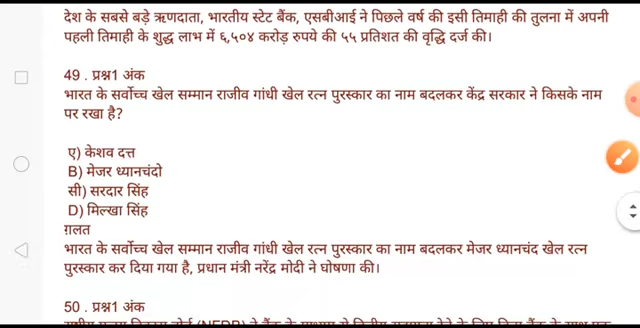 देश के सबसे बड़े ऋणदाता, भारतीय स्टेट बैंक, एसबीआई ने पिछले वर्ष की इसी तिमाही की तुलना में अपनी
पहली तिमाही के शुद्ध लाभ में ६,५०४ करोड़ रुपये की ५५ प्रतिशत की वृद्धि दर्ज की।
49 . प्रश्न1 अंक
भारत के सर्वोच्च खेल सम्मान राजीव गांधी खेल रत्न पुरस्कार का नाम बदलकर केंद्र सरकार ने किसके नाम
पर रखा है?
ए) केशव दत्त
B) मेजर ध्यानचंदो
सी) सरदार सिंह
D) मिल्खा सिंह
ग़लत
भारत के सर्वोच्च खेल सम्मान राजीव गांधी खेल रत्न पुरस्कार का नाम बदलकर मेजर ध्यानचंद खेल रत्न
पुरस्कार कर दिया गया है, प्रधान मंत्री नरेंद्र मोदी ने घोषणा की।
50 . प्रश्न1 अंक